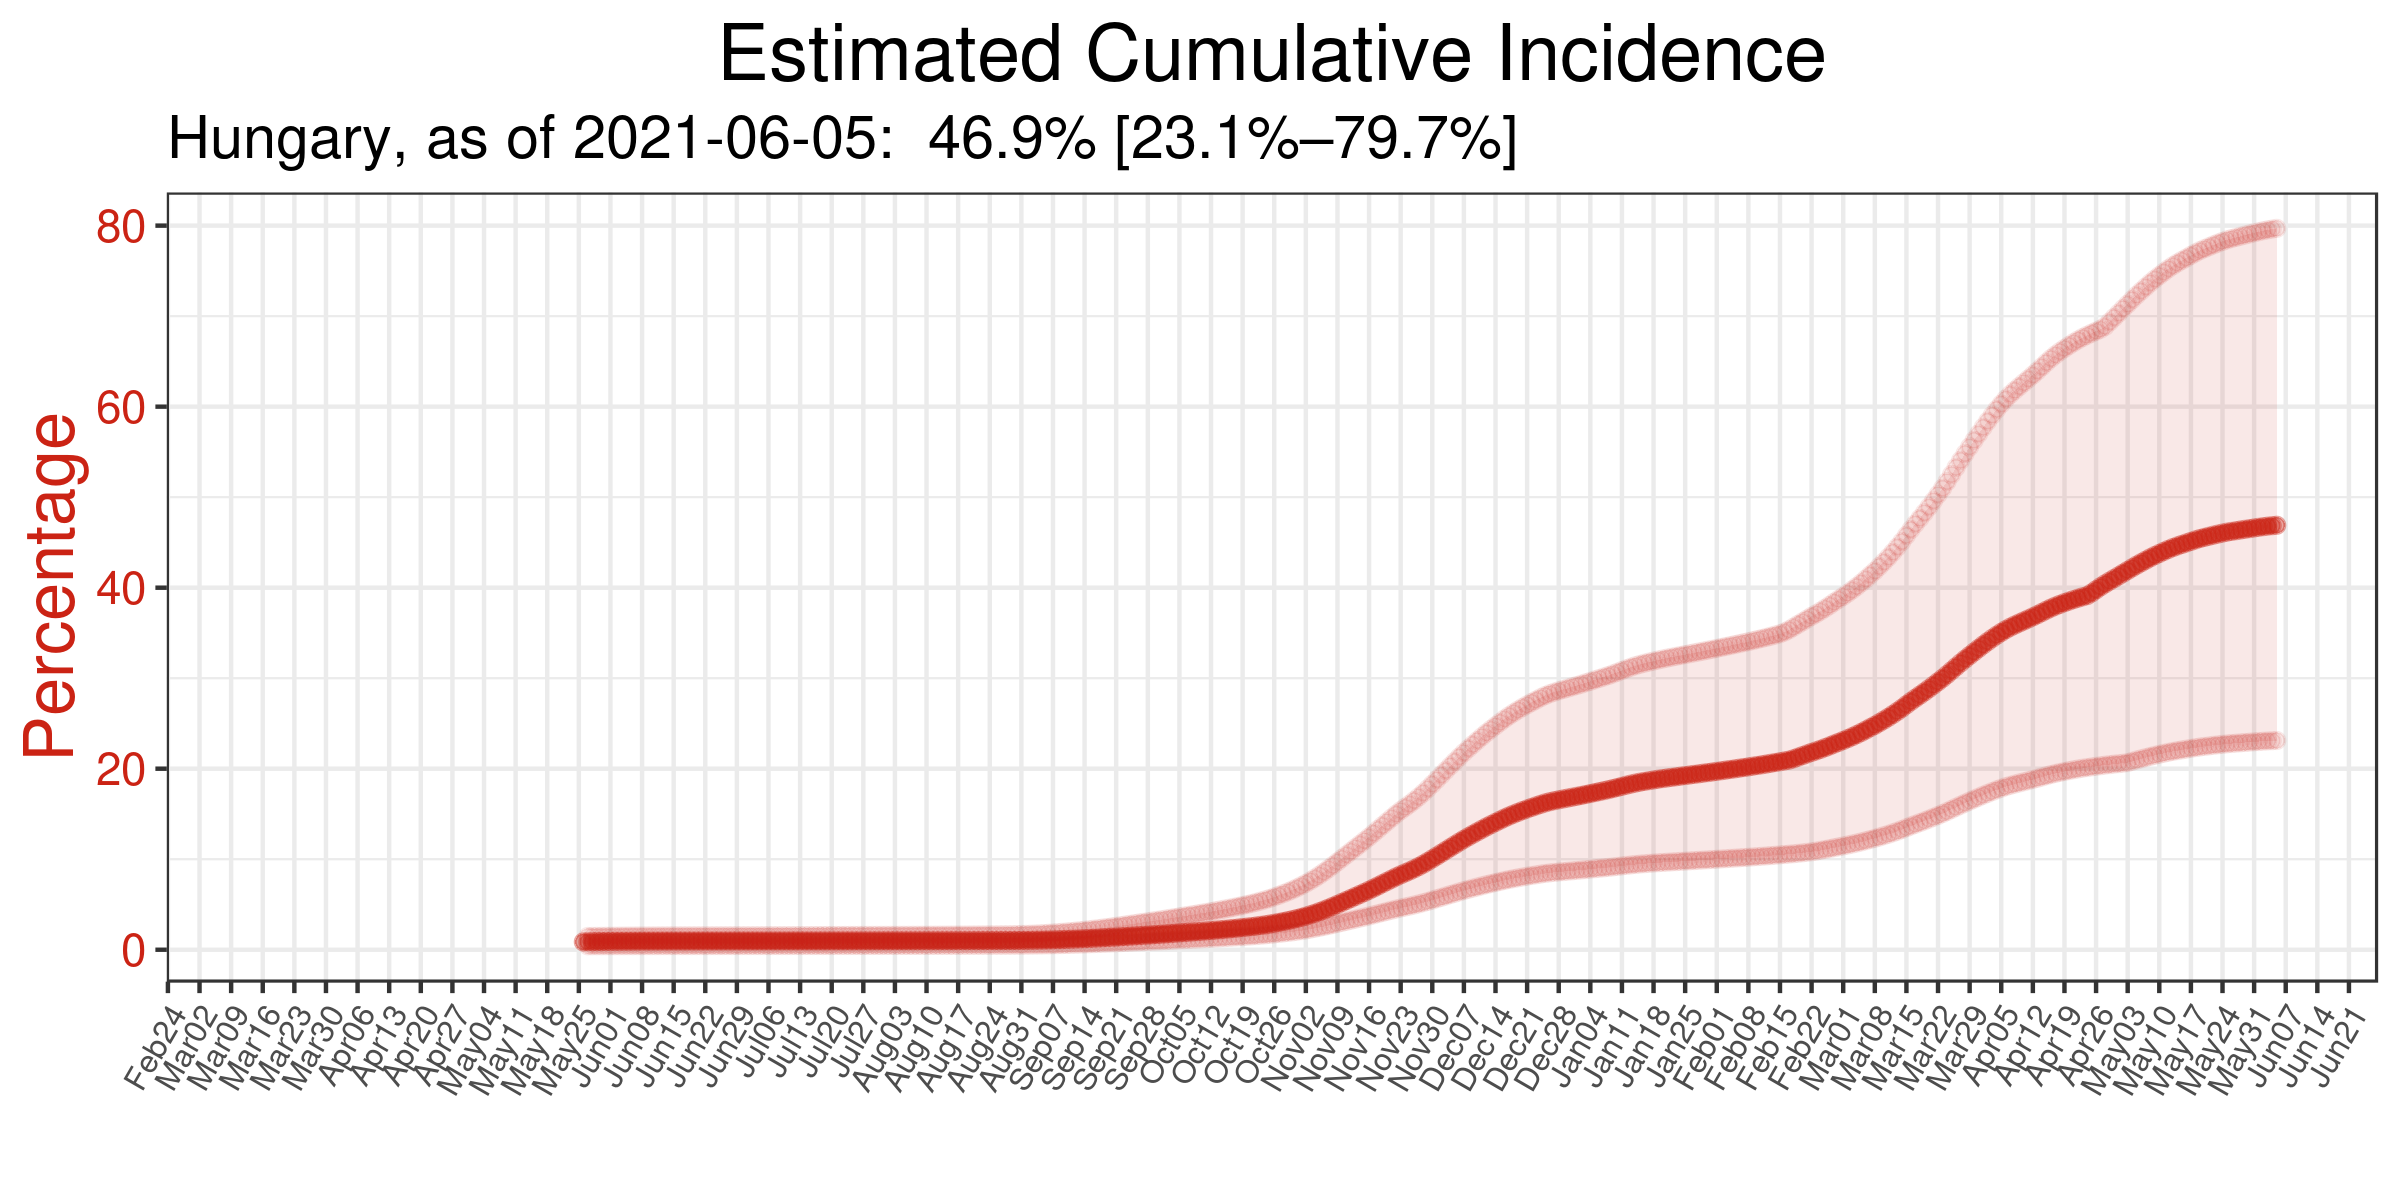 Estimated Cumulative Incidence
Hungary, as of 2021-06-05:  46.9% [23.1%–79.7%]
Percentage
80
60
40
20
0
Feb24
Mar02
Mar09
Mar16
Mar23
Mar30
Apr06
Apr13
Apr20
Apr27
May04
May11
May18
May25
Jun01
Jun08
Jun15
Jun22
Jun29
Jul06
Jul13
Jul20
Jul27
Aug03
Aug10
Aug17
Aug24
Aug31
Sep07
Sep14
Sep21
Sep28
Oct05
Oct12
Oct19
Oct26
Nov02
Nov09
Nov16
Nov23
Nov30
Dec07
Dec14
Dec21
Dec28
Jan04
Jan11
Jan18
Jan25
Feb01
Feb08
Feb15
Feb22
Mar01
Mar08
Mar15
Mar22
Mar29
Apr05
Apr12
Apr19
Apr26
May03
May10
May17
May24
May31
Jun07
Jun14
Jun21